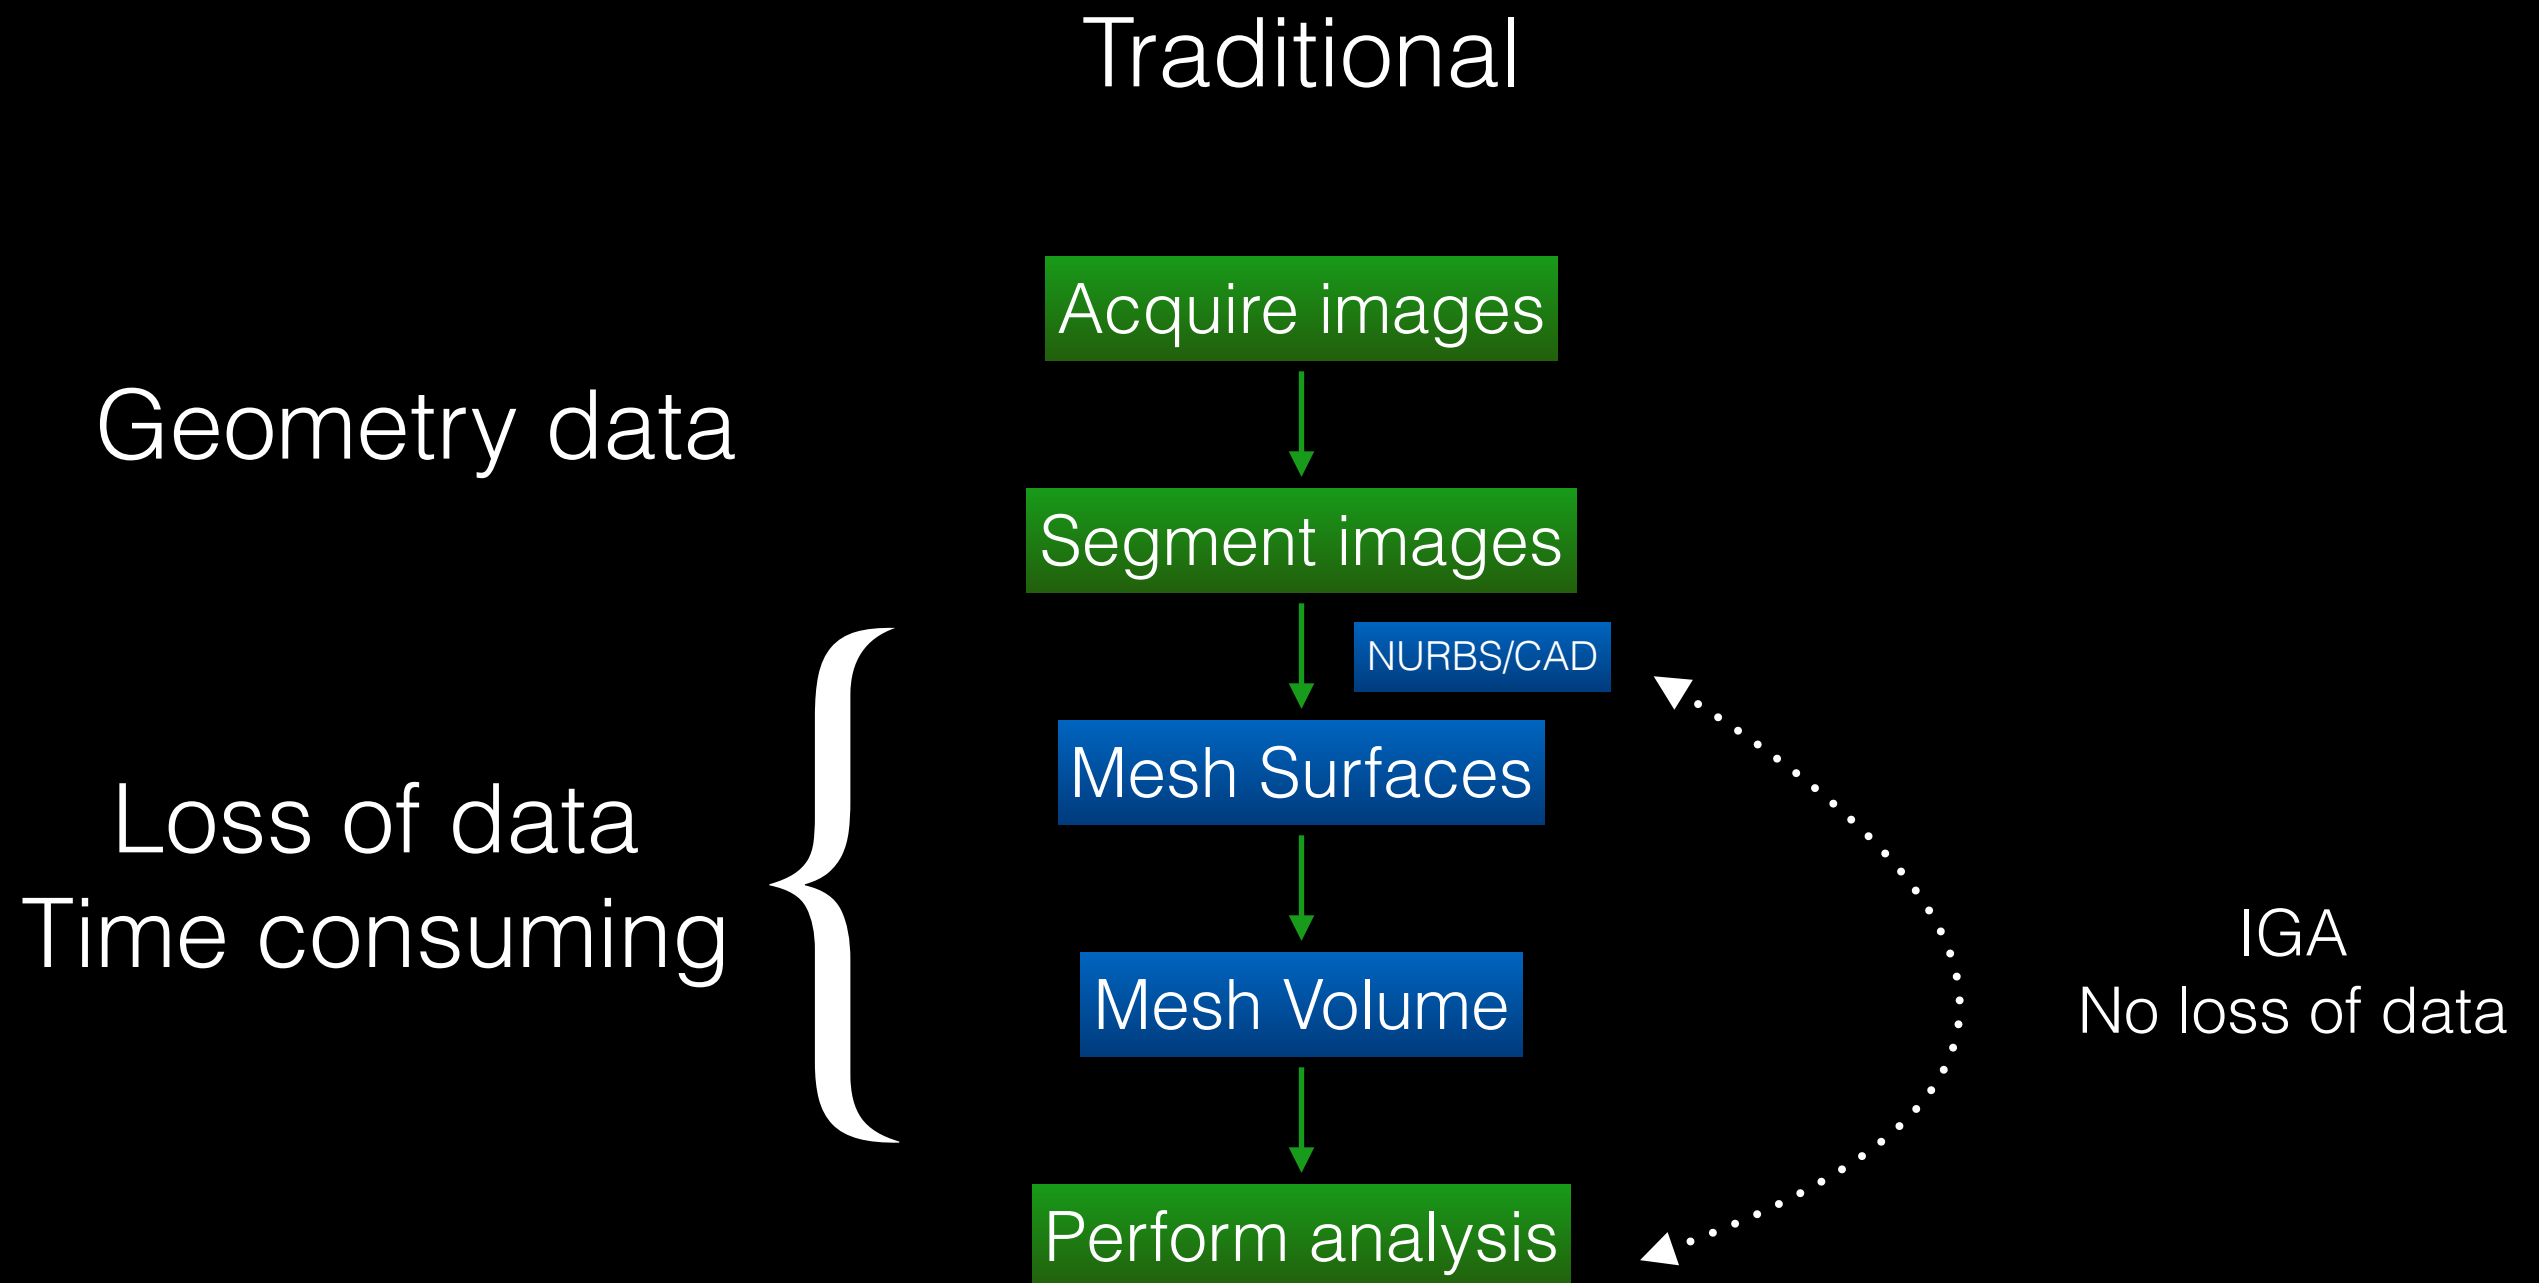 Traditional
Acquire images
Geometry data
Segment images
NURBS/CAD
Mesh Surfaces
Loss of data
Time consuming
IGA
No loss of data
Mesh Volume
Perform analysis